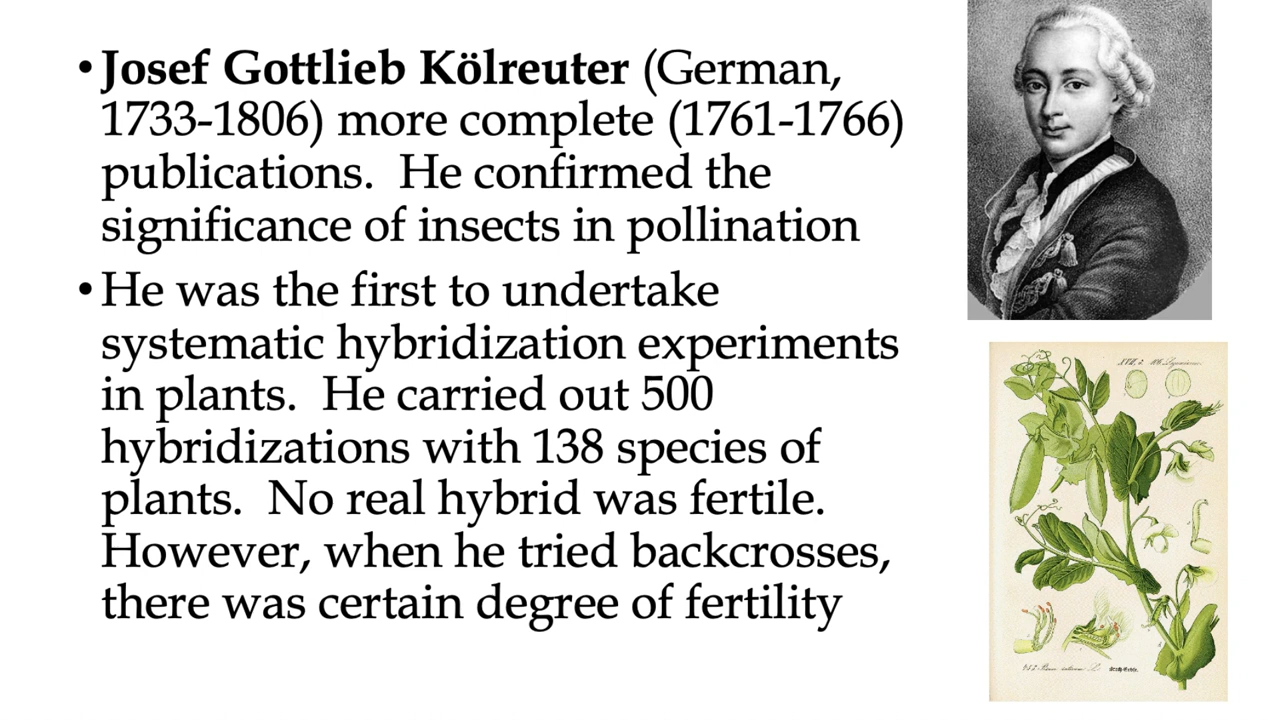 •Josef Gottlieb Kölreuter (German,
1733-1806) more complete (1761-1766)
publications.  He confirmed the
significance of insects in pollination
•He was the first to undertake
systematic hybridization experiments
in plants.  He carried out 500
hybridizations with 138 species of
plants.  No real hybrid was fertile.
However, when he tried backcrosses,
there was certain degree of fertility